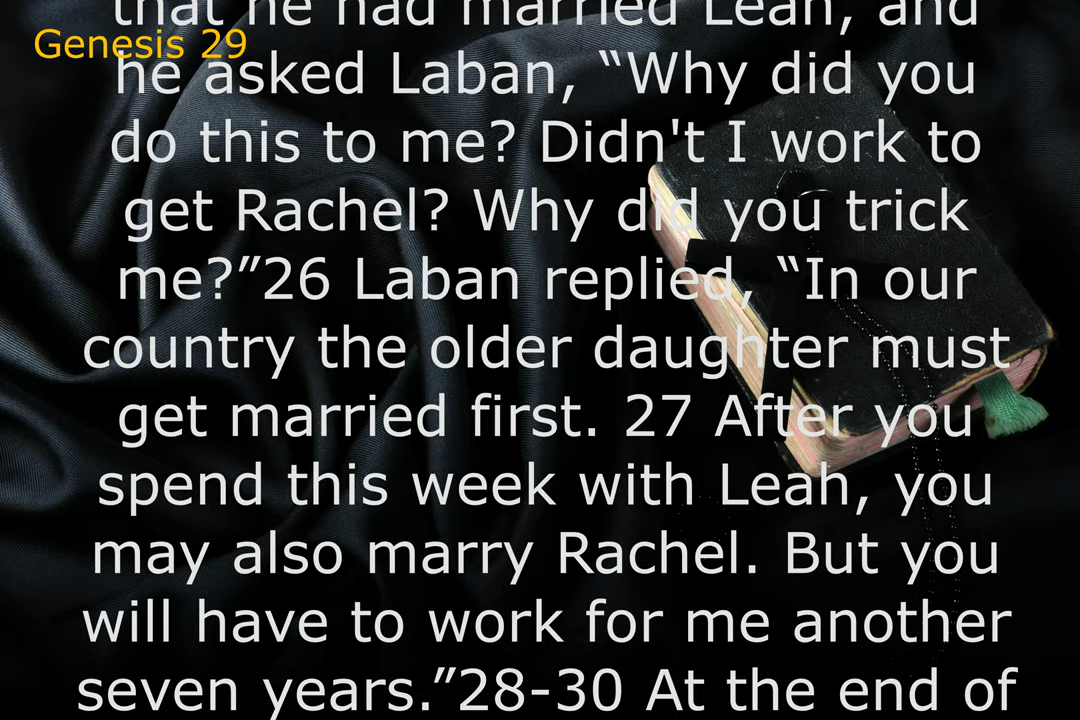 that he had married Leah, and
Genesis 29
he asked Laban, “Why did you
do this to me? Didn't I work to
get Rachel? Why did you trick
me?”26 Laban replied, “In our
country the older daughter must
get married first. 27 After you
spend this week with Leah, you
may also marry Rachel. But you
will have to work for me another
seven years.”28-30 At the end of